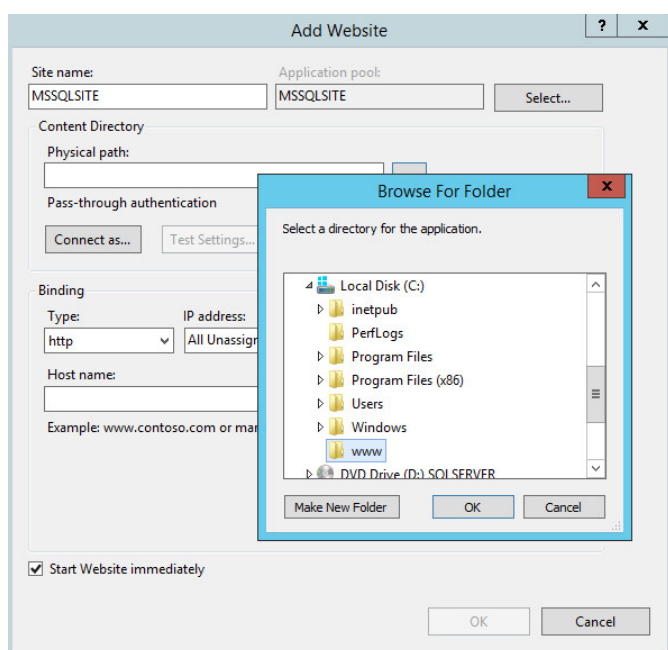 Add Website
? x
Site name:
Application pool:
MSSQLSITE
MSSQLSITE
Select...
Content Directory
Physical path:
Pass-through authentication
Connect as...
Test Settings...
Binding
Type:
IP address:
http
All Unassign
Host name:
Example: www.contoso.com or mar
Start Website immediately
OK
Cancel
Browse For Folder
x
Select a directory for the application.
Local Disk (C:)
inetpub
PerfLogs
Program Files
Program Files (x86)
Users
Windows
www
DVD Drive (D:) SQLSERVER
Make New Folder
OK
Cancel